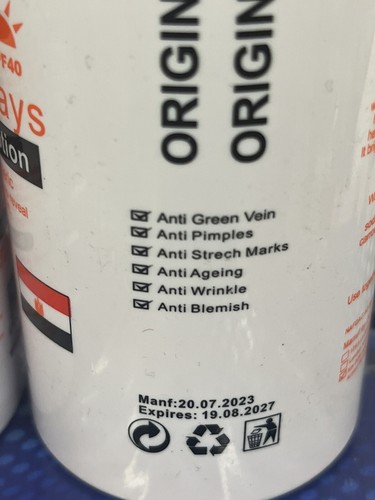 F40
ays
tion
ORIGIN
ORIGIN
Anti Green Vein
Anti Pimples
Anti Strech Marks
Anti Ageing
Anti Wrinkle
Anti Blemish
Manf:20.07.2023
Expires: 19.08.2027